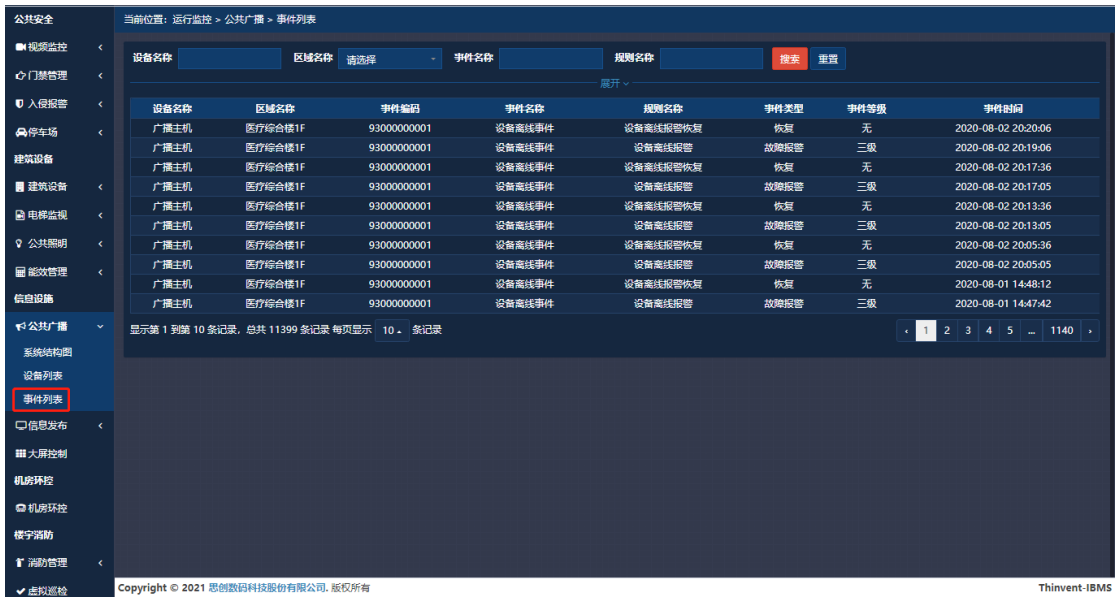 公共安全
视频监控
门禁管理
入侵报警
停车场
建筑设备
建筑设备
电梯监视
公共照明
能效管理
信息设施
公共广播
系统结构图
设备列表
事件列表
信息发布
大屏控制
机房环控
机房环控
楼宇消防
消防管理
虚拟巡检
当前位置：运行监控 > 公共广播 > 事件列表
设备名称 区域名称 请选择 事件名称 规则名称 搜索 重置
展开
设备名称 区域名称 事件编码 事件名称 规则名称 事件类型 事件等级 事件时间
广播主机 医疗综合楼1F 93000000001 设备离线事件 设备离线报警恢复 恢复 无 2020-08-02 20:20:06
广播主机 医疗综合楼1F 93000000001 设备离线事件 设备离线报警 故障报警 三级 2020-08-02 20:19:06
广播主机 医疗综合楼1F 93000000001 设备离线事件 设备离线报警恢复 恢复 无 2020-08-02 20:17:36
广播主机 医疗综合楼1F 93000000001 设备离线事件 设备离线报警 故障报警 三级 2020-08-02 20:17:05
广播主机 医疗综合楼1F 93000000001 设备离线事件 设备离线报警恢复 恢复 无 2020-08-02 20:13:36
广播主机 医疗综合楼1F 93000000001 设备离线事件 设备离线报警 故障报警 三级 2020-08-02 20:13:05
广播主机 医疗综合楼1F 93000000001 设备离线事件 设备离线报警恢复 恢复 无 2020-08-02 20:05:36
广播主机 医疗综合楼1F 93000000001 设备离线事件 设备离线报警 故障报警 三级 2020-08-02 20:05:05
广播主机 医疗综合楼1F 93000000001 设备离线事件 设备离线报警恢复 恢复 无 2020-08-01 14:48:12
广播主机 医疗综合楼1F 93000000001 设备离线事件 设备离线报警 故障报警 三级 2020-08-01 14:47:42
显示第 1 到第 10 条记录，总共 11399 条记录 每页显示 10 条记录 ‹ 1 2 3 4 5 ... 1140 ›
Copyright © 2021 思创数码科技股份有限公司. 版权所有 Thinvent-IBMS